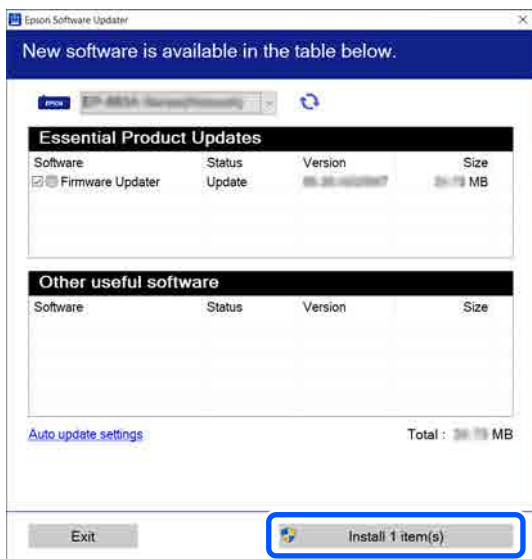 Epson Software Updater
New software is available in the table below.
EPSON
Essential Product Updates
Software Status Version Size
Firmware Updater Update MB
Other useful software
Software Status Version Size
Auto update settings Total : MB
Exit Install 1 item(s)